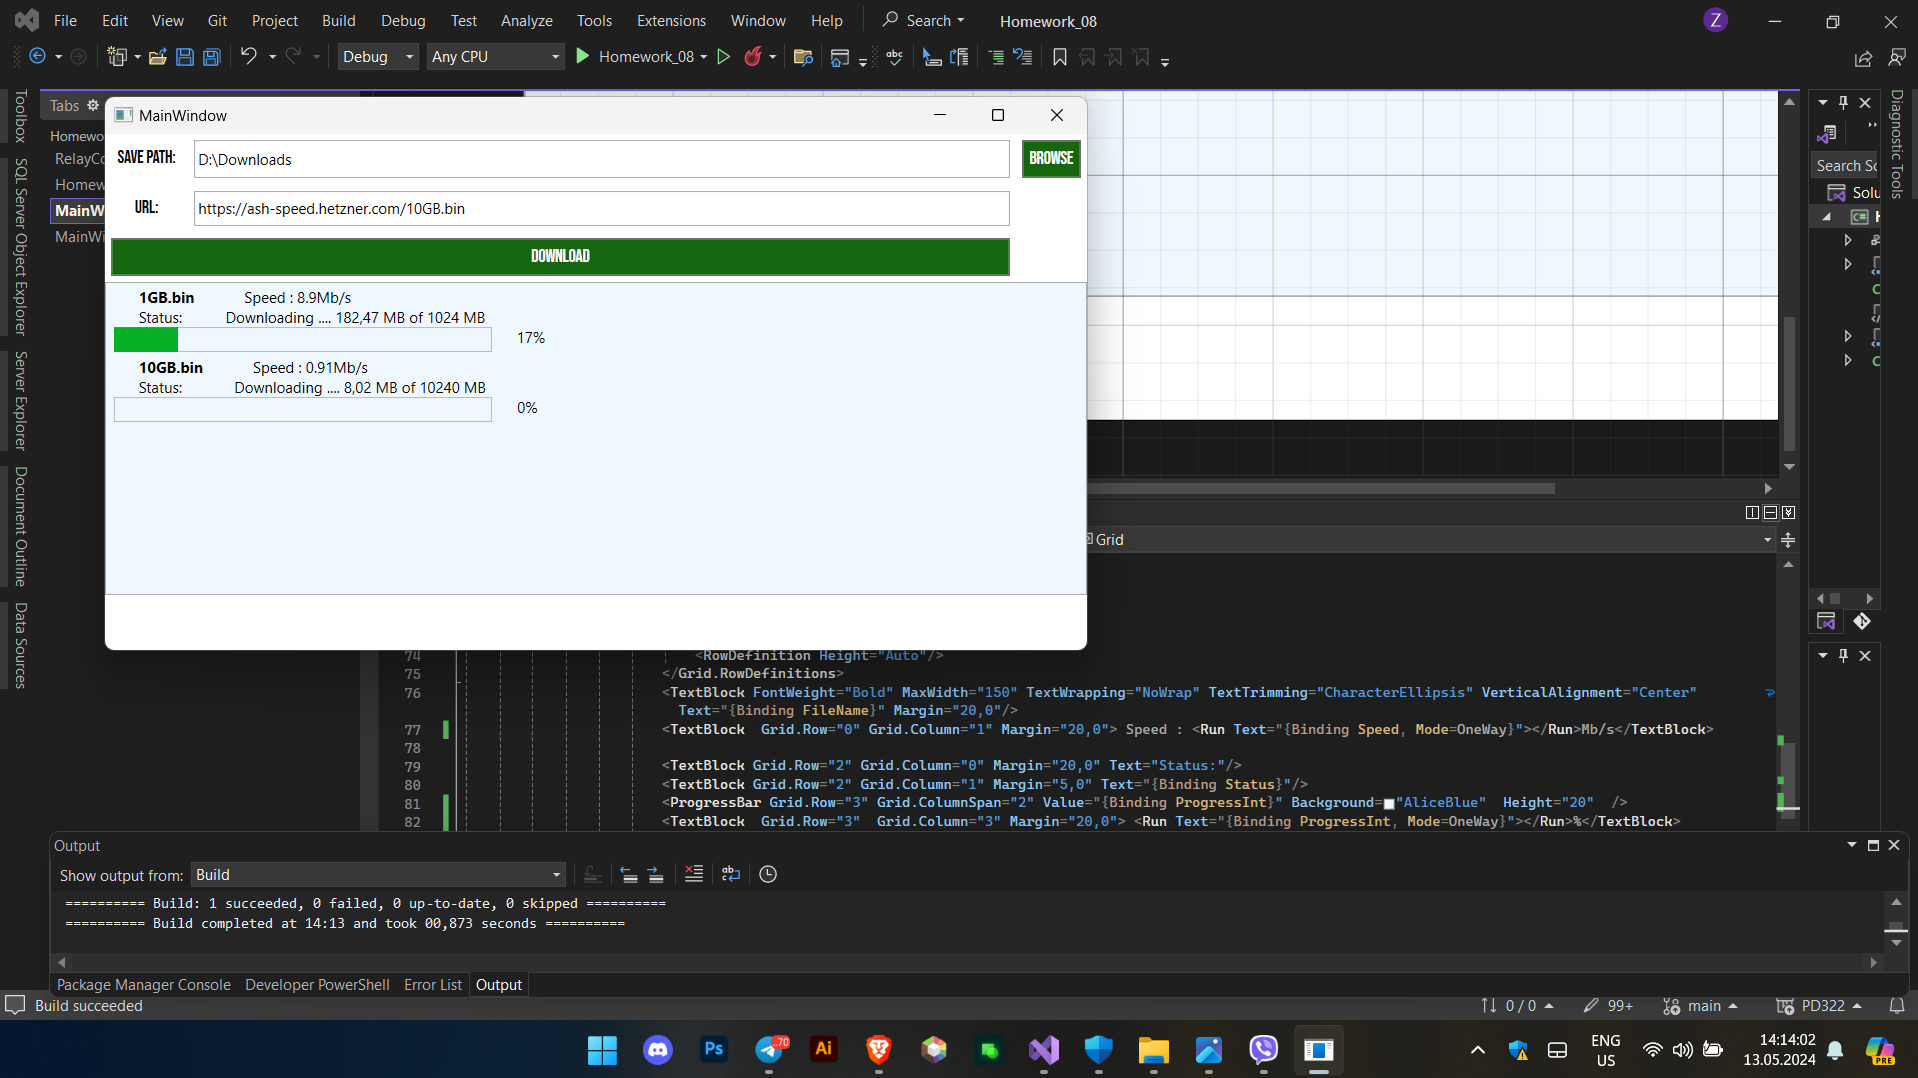 File Edit View Git Project Build Debug Test Analyze Tools Extensions Window Help Search Homework_08 Z
Debug Any CPU Homework_08 abc
Toolbox
SQL Server Object Explorer
Server Explorer
Document Outline
Data Sources
Tabs
RelayCo
Homew
MainW
MainWi
MainWindow
SAVE PATH: D:\Downloads BROWSE
URL: https://ash-speed.hetzner.com/10GB.bin
DOWNLOAD
1GB.bin Speed : 8.9Mb/s
Status: Downloading .... 182,47 MB of 1024 MB
17%
10GB.bin Speed : 0.91Mb/s
Status: Downloading .... 8,02 MB of 10240 MB
0%
Diagnostic Tools
Search So
Solu
C#
Grid
74 <RowDefinition Height="Auto"/>
75 </Grid.RowDefinitions>
76 <TextBlock FontWeight="Bold" MaxWidth="150" TextWrapping="NoWrap" TextTrimming="CharacterEllipsis" VerticalAlignment="Center"
Text="{Binding FileName}" Margin="20,0"/>
77 <TextBlock  Grid.Row="0" Grid.Column="1" Margin="20,0"> Speed : <Run Text="{Binding Speed, Mode=OneWay}"></Run>Mb/s</TextBlock>
78
79 <TextBlock Grid.Row="2" Grid.Column="0" Margin="20,0" Text="Status:"/>
80 <TextBlock Grid.Row="2" Grid.Column="1" Margin="5,0" Text="{Binding Status}"/>
81 <ProgressBar Grid.Row="3" Grid.ColumnSpan="2" Value="{Binding ProgressInt}" Background="AliceBlue"  Height="20"  />
82 <TextBlock  Grid.Row="3"  Grid.Column="3" Margin="20,0"> <Run Text="{Binding ProgressInt, Mode=OneWay}"></Run>%</TextBlock>
Output
Show output from: Build
========== Build: 1 succeeded, 0 failed, 0 up-to-date, 0 skipped ==========
========== Build completed at 14:13 and took 00,873 seconds ==========
Package Manager Console Developer PowerShell Error List Output
Build succeeded 0 / 0 99+ main PD322
Ps ..70 Ai ENG US 14:14:02 13.05.2024 PRE